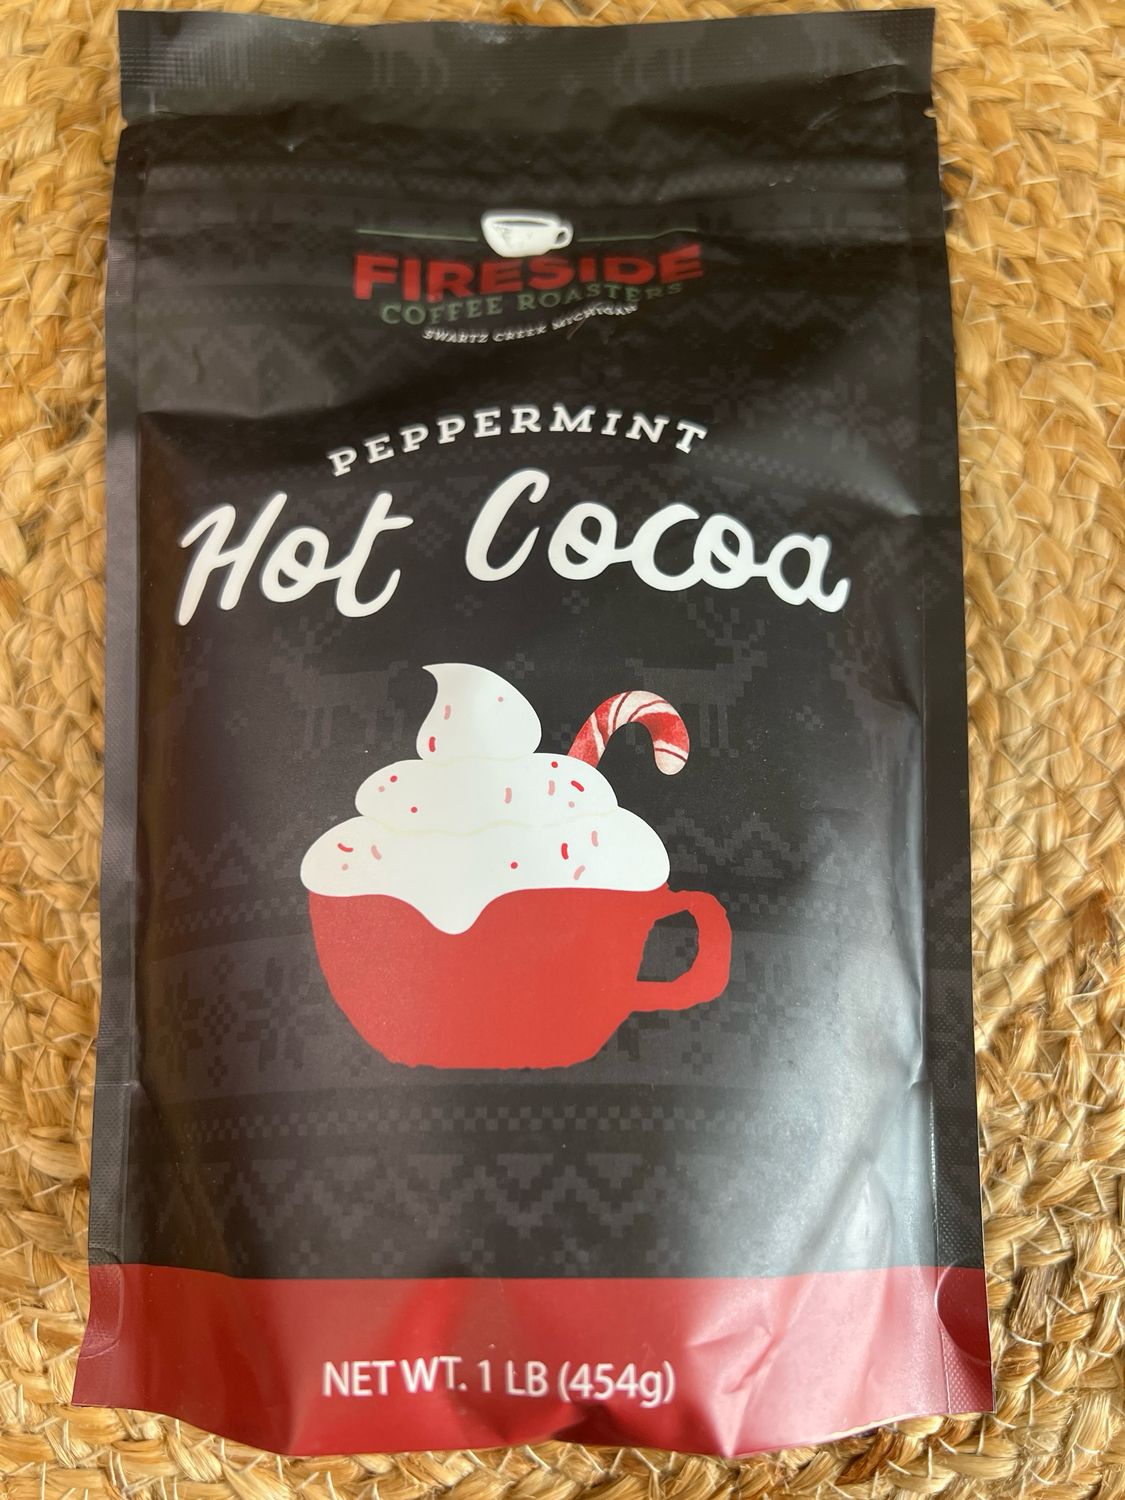 FIRESIDE
COFFEE ROASTERS
SWARTZ CREEK MICHIGAN
PEPPERMINT
Hot Cocoa
NET WT. 1 LB (454g)